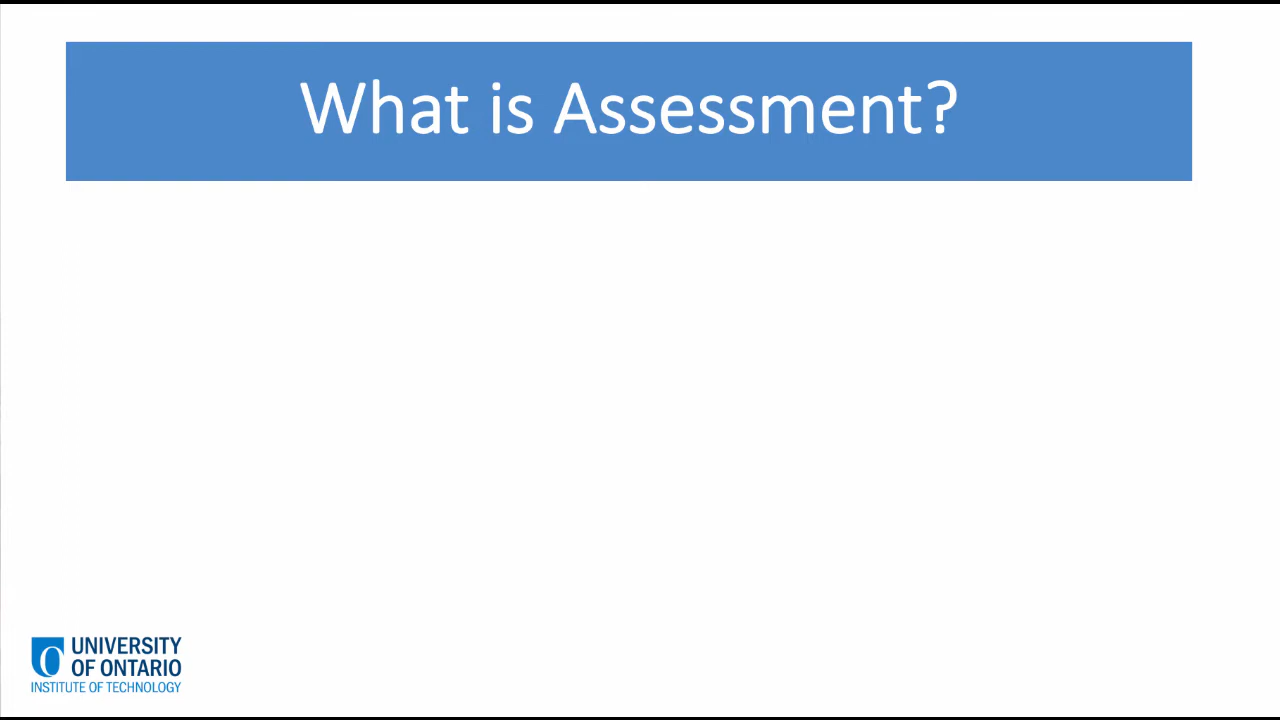 What is Assessment?
UNIVERSITY
OF ONTARIO
INSTITUTE OF TECHNOLOGY